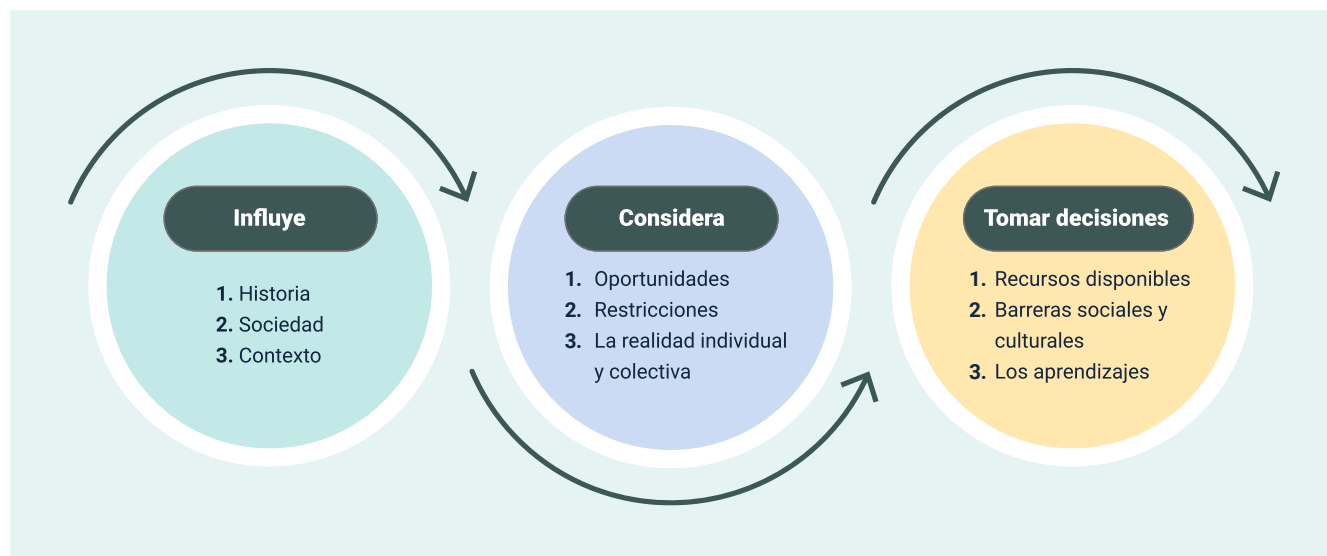 Influye
1. Historia
2. Sociedad
3. Contexto
Considera
1. Oportunidades
2. Restricciones
3. La realidad individual
y colectiva
Tomar decisiones
1. Recursos disponibles
2. Barreras sociales y
culturales
3. Los aprendizajes